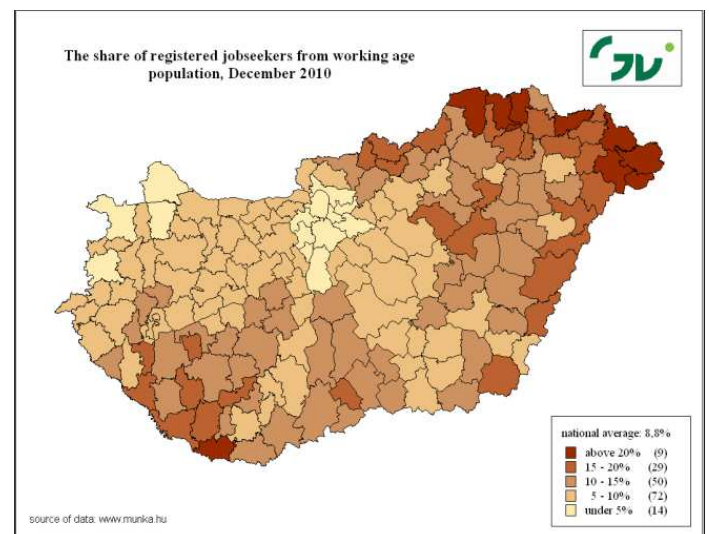 The share of registered jobseekers from working age
population, December 2010
national average: 8,8%
above 20% (9)
15 - 20% (29)
10 - 15% (50)
5 - 10% (72)
under 5% (14)
source of data: www.munka.hu